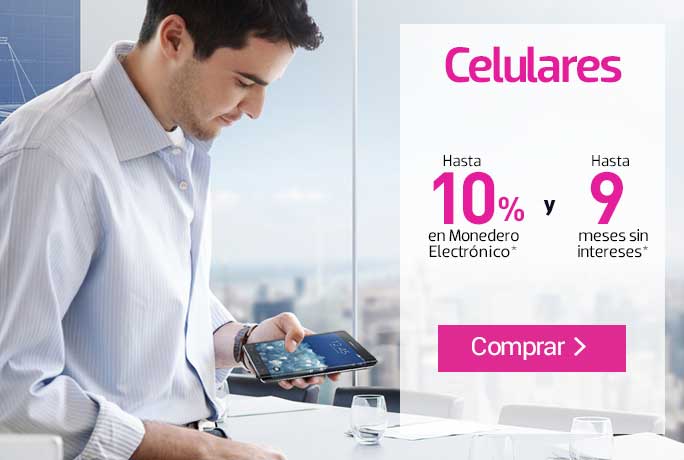 Celulares
Hasta
10%
en Monedero
Electrónico*
y
Hasta
9
meses sin
intereses*
Comprar >